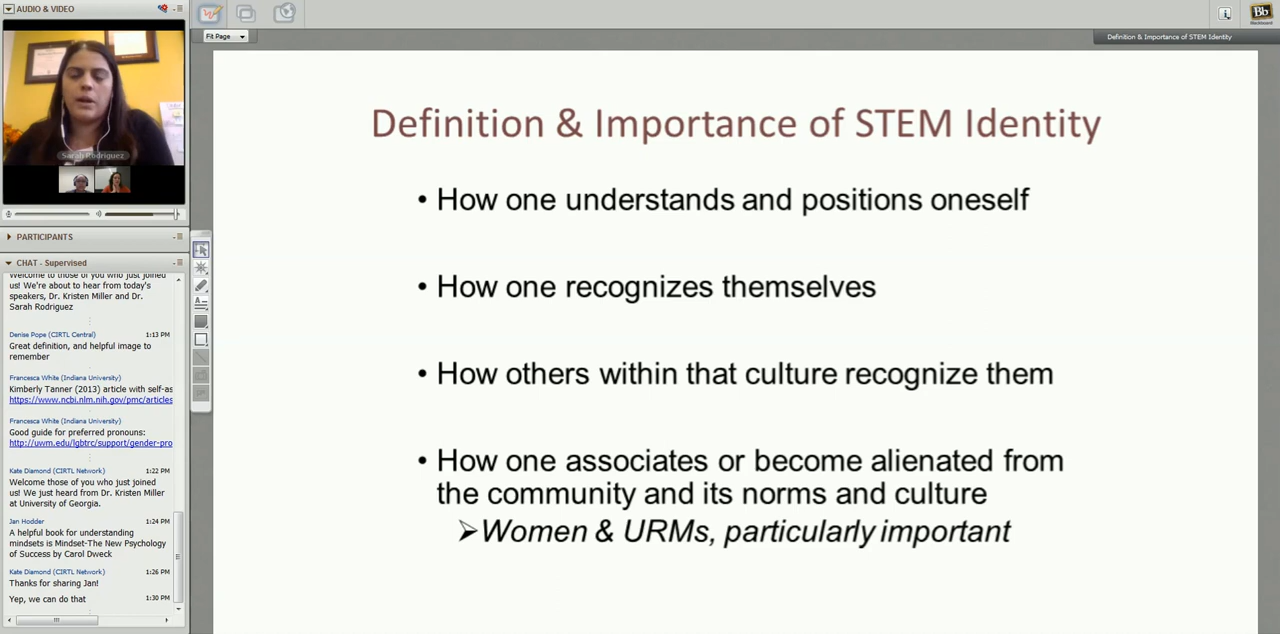 AUDIO & VIDEO
Sarah Rodriguez
PARTICIPANTS
CHAT - Supervised
Welcome to those of you who just joined
us! We're about to hear from today's
speakers, Dr. Kristen Miller and Dr.
Sarah Rodriguez
Denise Pope (CIRTL Central) 1:13 PM
Great definition, and helpful image to
remember
Francesca White (Indiana University)
Kimberly Tanner (2013) article with self-as
https://www.ncbi.nlm.nih.gov/pmc/articles
Francesca White (Indiana University)
Good guide for preferred pronouns:
http://uwm.edu/lgbtrc/support/gender-pro
Kate Diamond (CIRTL Network) 1:22 PM
Welcome those of you who just joined
us! We just heard from Dr. Kristen Miller
at University of Georgia.
Jan Hodder 1:24 PM
A helpful book for understanding
mindsets is Mindset-The New Psychology
of Success by Carol Dweck
Kate Diamond (CIRTL Network) 1:26 PM
Thanks for sharing Jan!
Yep, we can do that 1:30 PM
Fit Page
Bb
Blackboard
Definition & Importance of STEM Identity
Definition & Importance of STEM Identity
• How one understands and positions oneself
• How one recognizes themselves
• How others within that culture recognize them
• How one associates or become alienated from
the community and its norms and culture
➢Women & URMs, particularly important